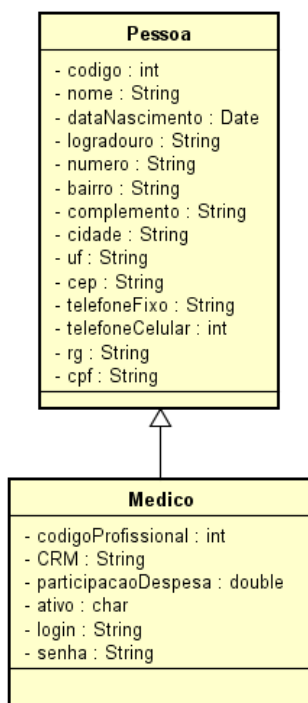 Pessoa
- codigo : int
- nome : String
- dataNascimento : Date
- logradouro : String
- numero : String
- bairro : String
- complemento : String
- cidade : String
- uf : String
- cep : String
- telefoneFixo : String
- telefoneCelular : int
- rg : String
- cpf : String
Medico
- codigoProfissional : int
- CRM : String
- participacaoDespesa : double
- ativo : char
- login : String
- senha : String